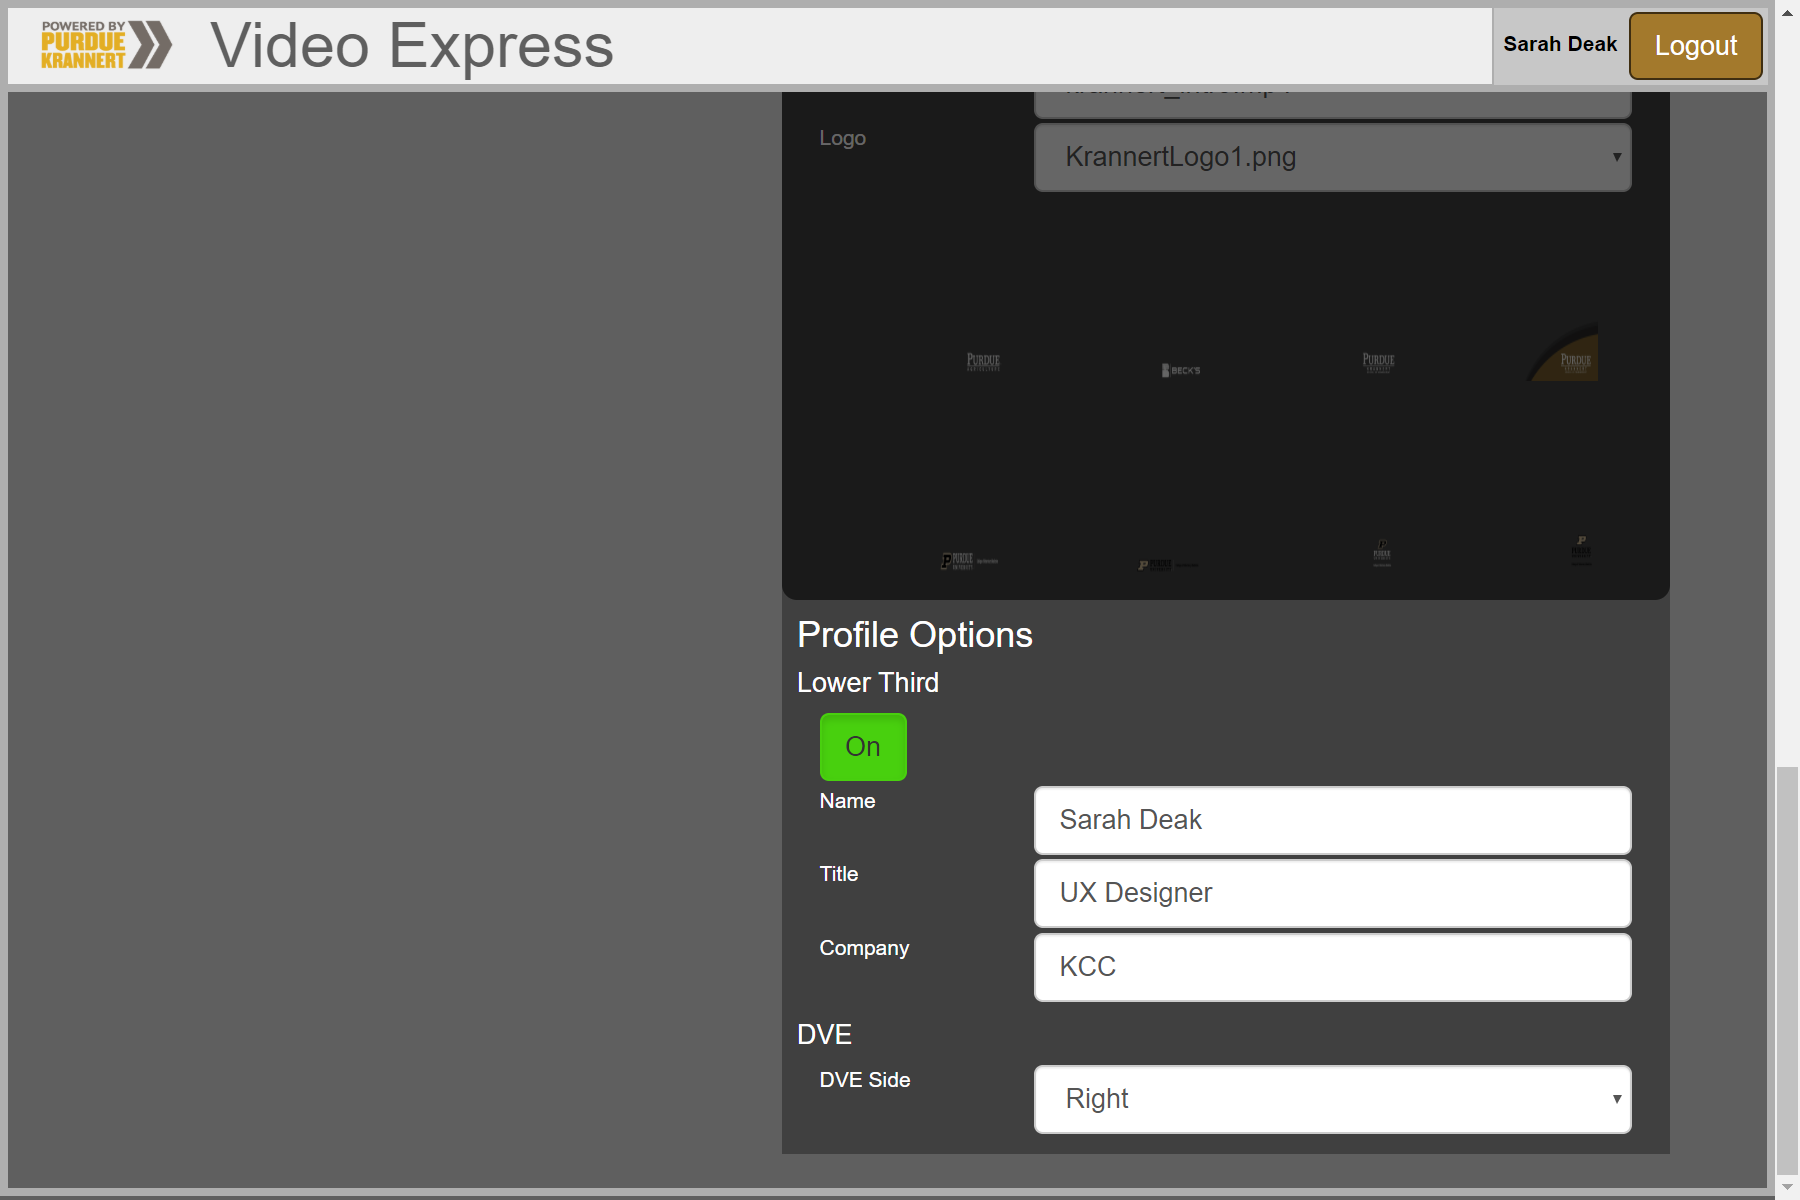 POWERED BY
PURDUE
KRANNERT
Video Express
Sarah Deak
Logout
Logo
KrannertLogo1.png
PURDUE
BECK'S
PURDUE
PURDUE
PURDUE
PURDUE
PURDUE
PURDUE
Profile Options
Lower Third
On
Name
Sarah Deak
Title
UX Designer
Company
KCC
DVE
DVE Side
Right